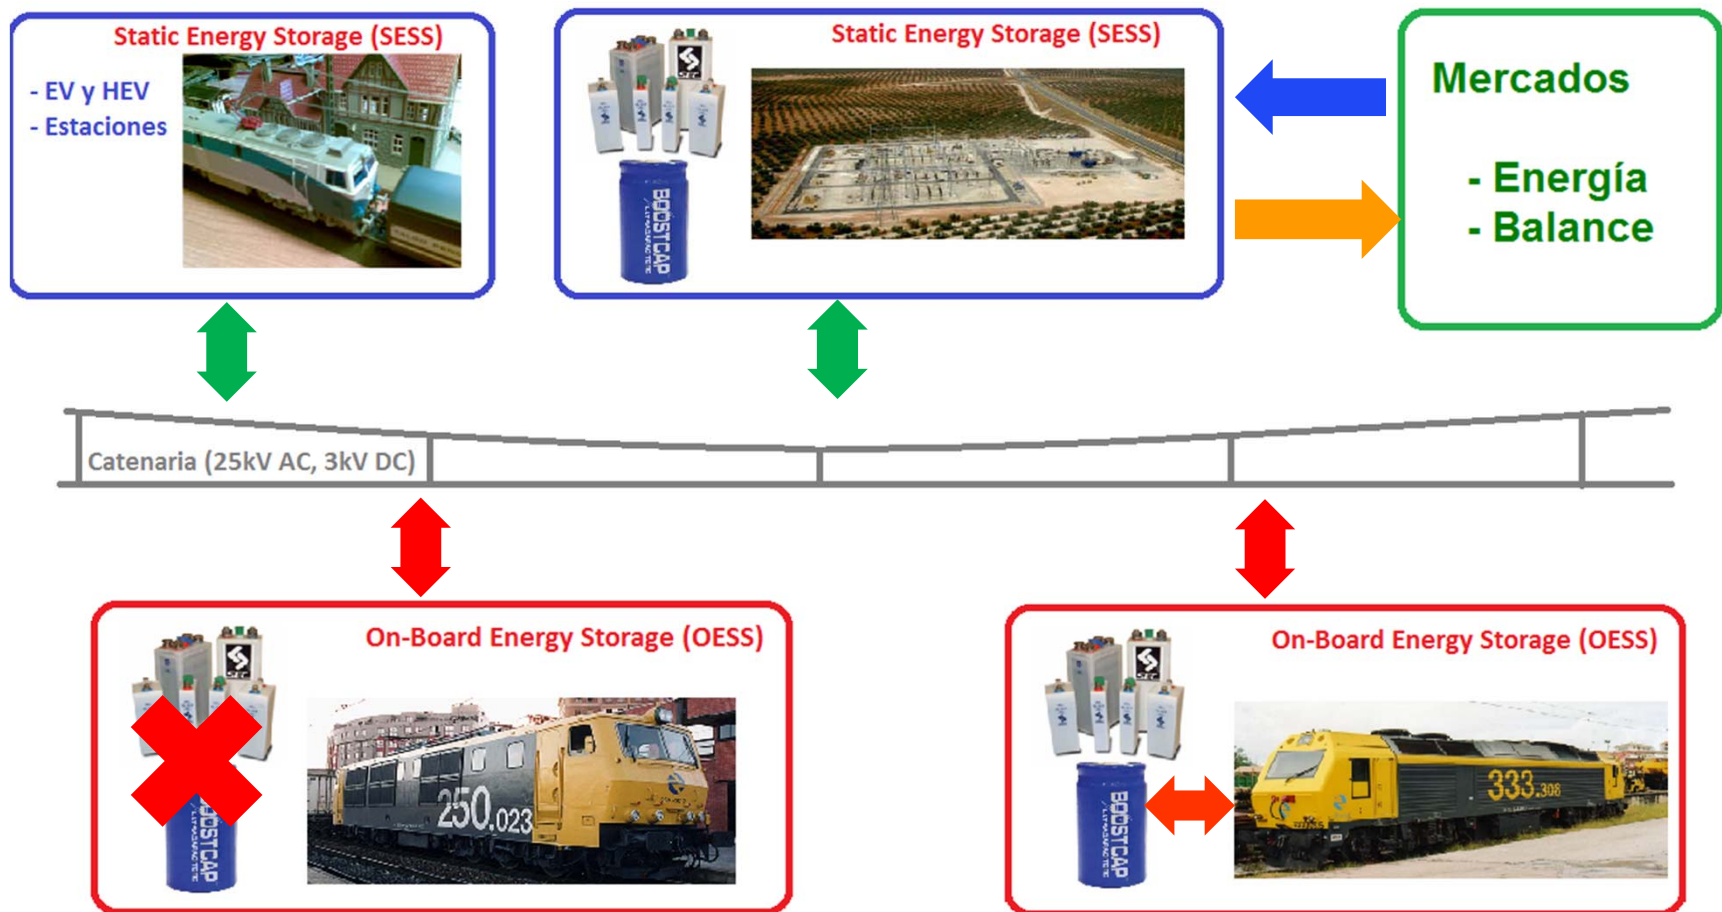 Static Energy Storage (SESS)
- EV y HEV
- Estaciones
Static Energy Storage (SESS)
BOOSTCAP
Mercados
- Energía
- Balance
Catenaria (25kV AC, 3kV DC)
On-Board Energy Storage (OESS)
BOOSTCAP
250.023
On-Board Energy Storage (OESS)
BOOSTCAP
333.308